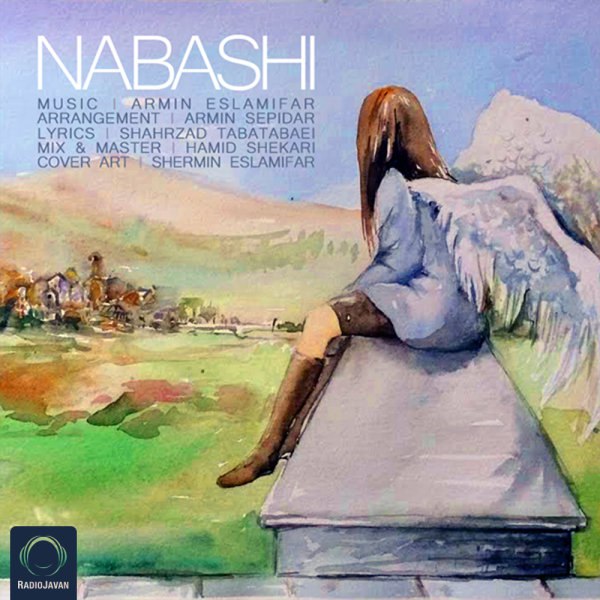 NABASHI
MUSIC | ARMIN ESLAMIFAR
ARRANGEMENT | ARMIN SEPIDAR
LYRICS | SHAHRZAD TABATABAEI
MIX & MASTER | HAMID SHEKARI
COVER ART | SHERMIN ESLAMIFAR
RADIOJAVAN